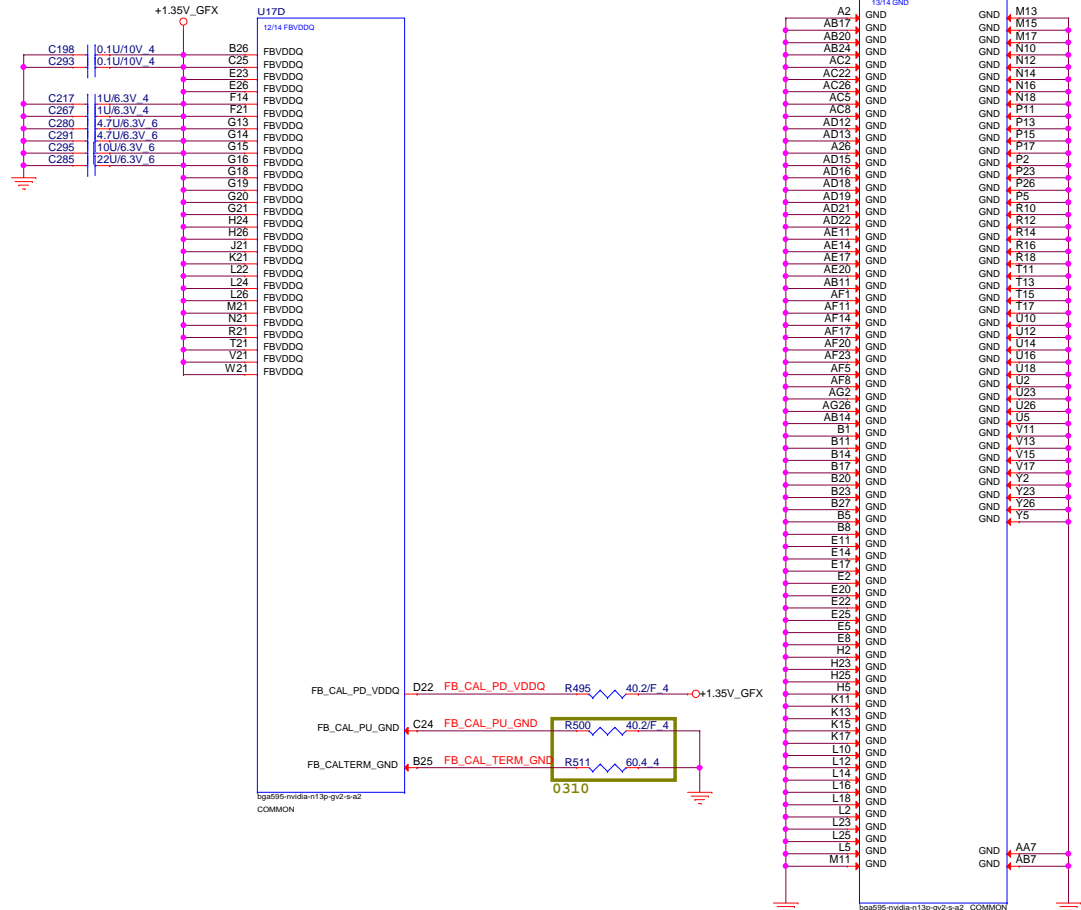 +1.35V_GFX
U17D
12/14 FBVDDQ
C198 0.1U/10V_4
C293 0.1U/10V_4
C217 1U/6.3V_4
C267 1U/6.3V_4
C280 4.7U/6.3V_6
C291 4.7U/6.3V_6
C295 10U/6.3V_6
C285 22U/6.3V_6
B26 FBVDDQ
C25 FBVDDQ
E23 FBVDDQ
E26 FBVDDQ
F14 FBVDDQ
F21 FBVDDQ
G13 FBVDDQ
G14 FBVDDQ
G15 FBVDDQ
G16 FBVDDQ
G18 FBVDDQ
G19 FBVDDQ
G20 FBVDDQ
G21 FBVDDQ
H24 FBVDDQ
H26 FBVDDQ
J21 FBVDDQ
K21 FBVDDQ
L22 FBVDDQ
L24 FBVDDQ
L26 FBVDDQ
M21 FBVDDQ
N21 FBVDDQ
R21 FBVDDQ
T21 FBVDDQ
V21 FBVDDQ
W21 FBVDDQ
FB_CAL_PD_VDDQ D22 FB_CAL_PD_VDDQ R495 40.2/F_4 +1.35V_GFX
FB_CAL_PU_GND C24 FB_CAL_PU_GND R500 40.2/F_4
FB_CALTERM_GND B25 FB_CAL_TERM_GND R511 60.4_4
0310
bga595-nvidia-n13p-gv2-s-a2
COMMON
13/14 GND
A2 GND GND M13
AB17 GND GND M15
AB20 GND GND M17
AB24 GND GND N10
AC2 GND GND N12
AC22 GND GND N14
AC26 GND GND N16
AC5 GND GND N18
AC8 GND GND P11
AD12 GND GND P13
AD13 GND GND P15
A26 GND GND P17
AD15 GND GND P2
AD16 GND GND P23
AD18 GND GND P26
AD19 GND GND P5
AD21 GND GND R10
AD22 GND GND R12
AE11 GND GND R14
AE14 GND GND R16
AE17 GND GND R18
AE20 GND GND T11
AB11 GND GND T13
AF1 GND GND T15
AF11 GND GND T17
AF14 GND GND U10
AF17 GND GND U12
AF20 GND GND U14
AF23 GND GND U16
AF5 GND GND U18
AF8 GND GND U2
AG2 GND GND U23
AG26 GND GND U26
AB14 GND GND U5
B1 GND GND V11
B11 GND GND V13
B14 GND GND V15
B17 GND GND V17
B20 GND GND Y2
B23 GND GND Y23
B27 GND GND Y26
B5 GND GND Y5
B8 GND
E11 GND
E14 GND
E17 GND
E2 GND
E20 GND
E22 GND
E25 GND
E5 GND
E8 GND
H2 GND
H23 GND
H25 GND
H5 GND
K11 GND
K13 GND
K15 GND
K17 GND
L10 GND
L12 GND
L14 GND
L16 GND
L18 GND
L2 GND
L23 GND
L25 GND
L5 GND GND AA7
M11 GND GND AB7
bga595-nvidia-n13p-gv2-s-a2 COMMON